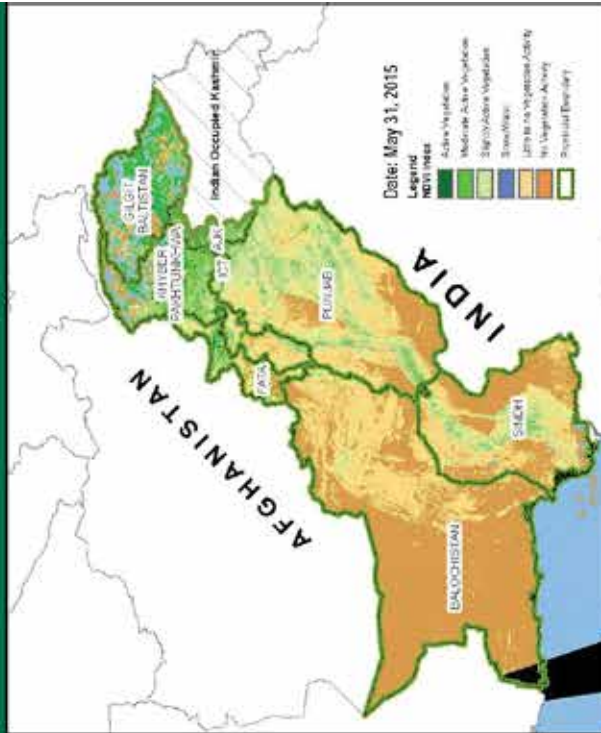 GILGIT
BALTISTAN
KHYBER
PAKHTUNKHWA
Indian Occupied Kashmir
AJK
ICT
FATA
PUNJAB
AFGHANISTAN
INDIA
BALOCHISTAN
SINDH
Date: May 31, 2015
Legend
NDVI Index
Active Vegetation
Moderate Active Vegetation
Slightly Active Vegetation
Snow/Water
Little to no Vegetation Activity
No Vegetation Activity
Provincial Boundary